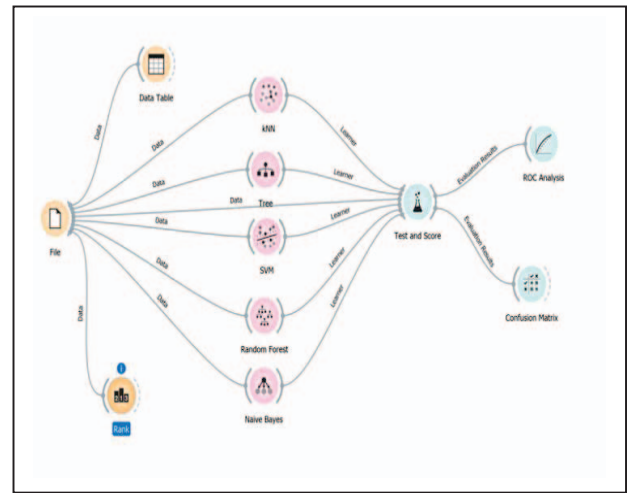 Data Table
Data
kNN
Data
Learner
Evaluation Results
ROC Analysis
Data
Learner
Tree
Data
File
Data
Learner
Test and Score
SVM
Evaluation Results
Data
Learner
Confusion Matrix
Data
Random Forest
Data
Learner
i
Rank
Naive Bayes